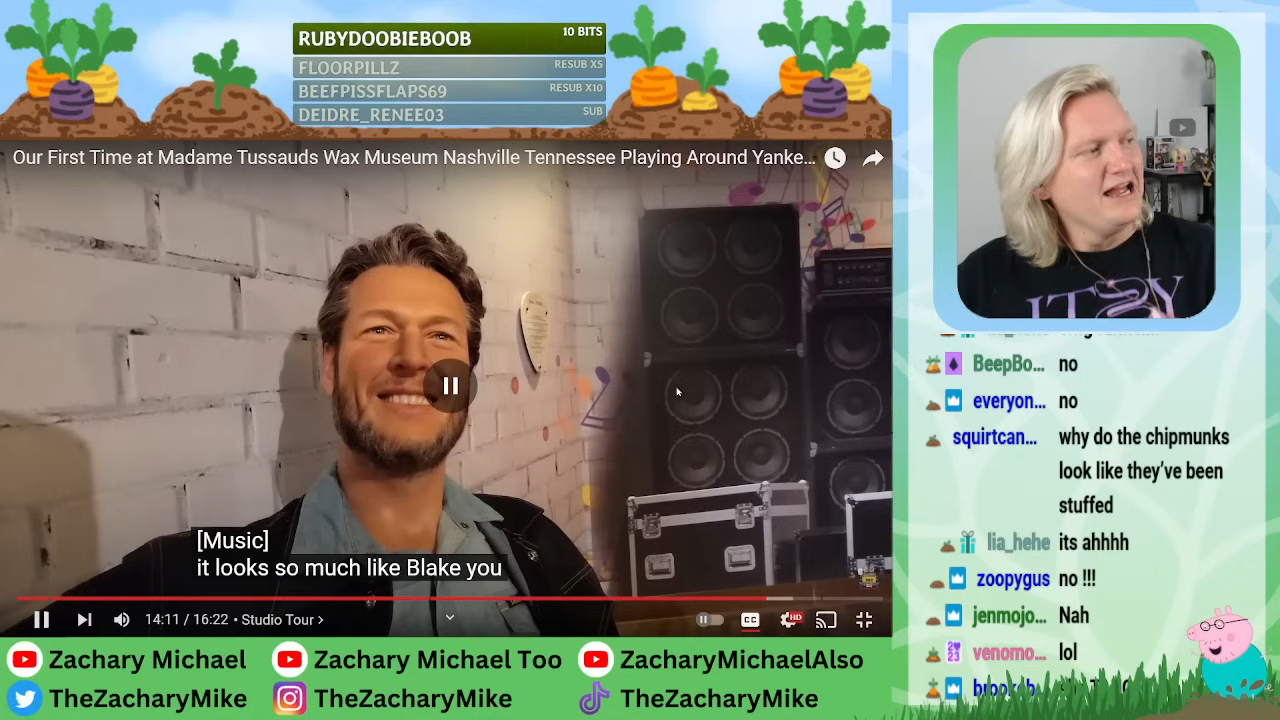 RUBYDOOBIEBOOB 10 BITS
FLOORPILLZ RESUB X5
BEEFPISSFLAPS69 RESUB X10
DEIDRE_RENEE03 SUB
Our First Time at Madame Tussauds Wax Museum Nashville Tennessee Playing Around Yanke...
[Music]
it looks so much like Blake you
14:11 / 16:22 • Studio Tour >
CC
HD
Zachary Michael
Zachary Michael Too
ZacharyMichaelAlso
TheZacharyMike
TheZacharyMike
TheZacharyMike
ITZY
BeepBo... no
everyon... no
squirtcan... why do the chipmunks
look like they've been
stuffed
lia_hehe its ahhhh
zoopygus no !!!
jenmojo... Nah
venomo... lol